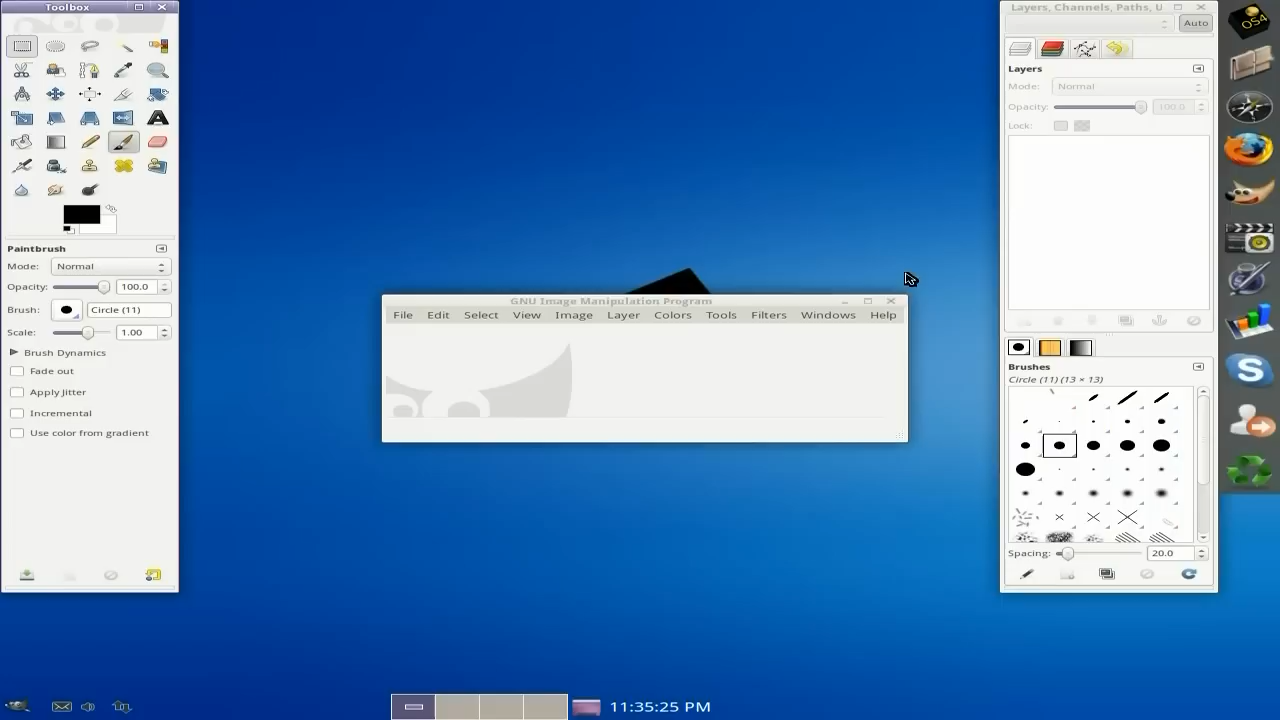 Toolbox
Paintbrush
Mode: Normal
Opacity: 100.0
Brush: Circle (11)
Scale: 1.00
Brush Dynamics
Fade out
Apply Jitter
Incremental
Use color from gradient
GNU Image Manipulation Program
File Edit Select View Image Layer Colors Tools Filters Windows Help
Layers, Channels, Paths, U
Auto
Layers
Mode: Normal
Opacity: 100.0
Lock:
Brushes
Circle (11) (13 × 13)
Spacing: 20.0
OS4
11:35:25 PM